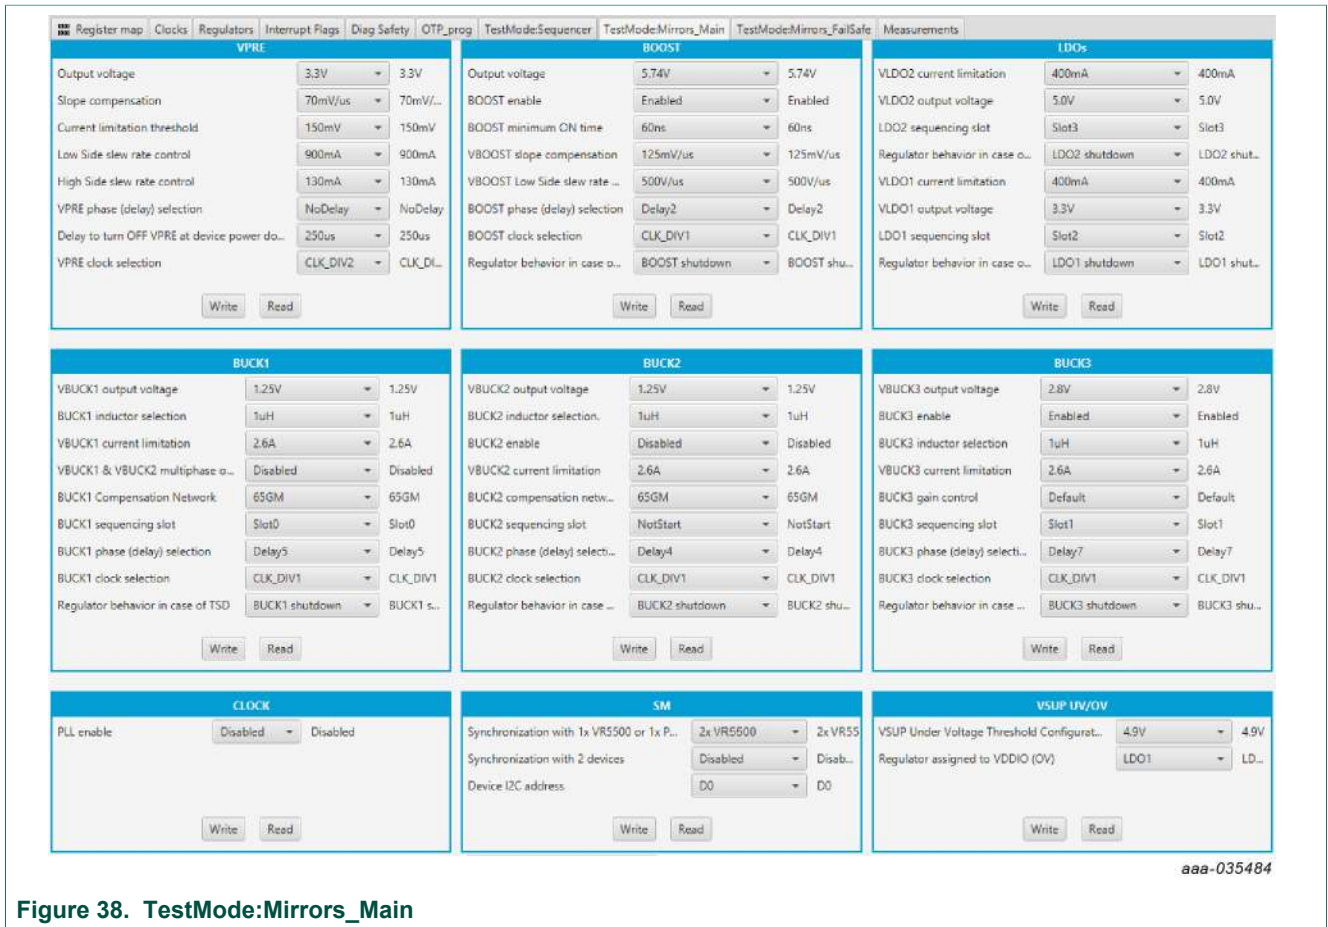 Register map Clocks Regulators Interrupt Flags Diag Safety OTP_prog TestMode:Sequencer TestMode:Mirrors_Main TestMode:Mirrors_FailSafe Measurements
VPRE
Output voltage 3.3V 3.3V
Slope compensation 70mV/us 70mV/...
Current limitation threshold 150mV 150mV
Low Side slew rate control 900mA 900mA
High Side slew rate control 130mA 130mA
VPRE phase (delay) selection NoDelay NoDelay
Delay to turn OFF VPRE at device power do... 250us 250us
VPRE clock selection CLK_DIV2 CLK_DI...
Write Read
BOOST
Output voltage 5.74V 5.74V
BOOST enable Enabled Enabled
BOOST minimum ON time 60ns 60ns
VBOOST slope compensation 125mV/us 125mV/us
VBOOST Low Side slew rate ... 500V/us 500V/us
BOOST phase (delay) selection Delay2 Delay2
BOOST clock selection CLK_DIV1 CLK_DIV1
Regulator behavior in case o... BOOST shutdown BOOST shu...
Write Read
LDOs
VLDO2 current limitation 400mA 400mA
VLDO2 output voltage 5.0V 5.0V
LDO2 sequencing slot Slot3 Slot3
Regulator behavior in case o... LDO2 shutdown LDO2 shut...
VLDO1 current limitation 400mA 400mA
VLDO1 output voltage 3.3V 3.3V
LDO1 sequencing slot Slot2 Slot2
Regulator behavior in case o... LDO1 shutdown LDO1 shut...
Write Read
BUCK1
VBUCK1 output voltage 1.25V 1.25V
BUCK1 inductor selection 1uH 1uH
VBUCK1 current limitation 2.6A 2.6A
VBUCK1 & VBUCK2 multiphase o... Disabled Disabled
BUCK1 Compensation Network 65GM 65GM
BUCK1 sequencing slot Slot0 Slot0
BUCK1 phase (delay) selection Delay5 Delay5
BUCK1 clock selection CLK_DIV1 CLK_DIV1
Regulator behavior in case of TSD BUCK1 shutdown BUCK1 s...
Write Read
BUCK2
VBUCK2 output voltage 1.25V 1.25V
BUCK2 inductor selection. 1uH 1uH
BUCK2 enable Disabled Disabled
VBUCK2 current limitation 2.6A 2.6A
BUCK2 compensation netw... 65GM 65GM
BUCK2 sequencing slot NotStart NotStart
BUCK2 phase (delay) selecti... Delay4 Delay4
BUCK2 clock selection CLK_DIV1 CLK_DIV1
Regulator behavior in case ... BUCK2 shutdown BUCK2 shu...
Write Read
BUCK3
VBUCK3 output voltage 2.8V 2.8V
BUCK3 enable Enabled Enabled
BUCK3 inductor selection 1uH 1uH
VBUCK3 current limitation 2.6A 2.6A
BUCK3 gain control Default Default
BUCK3 sequencing slot Slot1 Slot1
BUCK3 phase (delay) selecti... Delay7 Delay7
BUCK3 clock selection CLK_DIV1 CLK_DIV1
Regulator behavior in case ... BUCK3 shutdown BUCK3 shu...
Write Read
CLOCK
PLL enable Disabled Disabled
Write Read
SM
Synchronization with 1x VR5500 or 1x P... 2x VR5500 2x VR55
Synchronization with 2 devices Disabled Disab...
Device I2C address D0 D0
Write Read
VSUP UV/OV
VSUP Under Voltage Threshold Configurat... 4.9V 4.9V
Regulator assigned to VDDIO (OV) LDO1 LD...
Write Read
aaa-035484
Figure 38. TestMode:Mirrors_Main